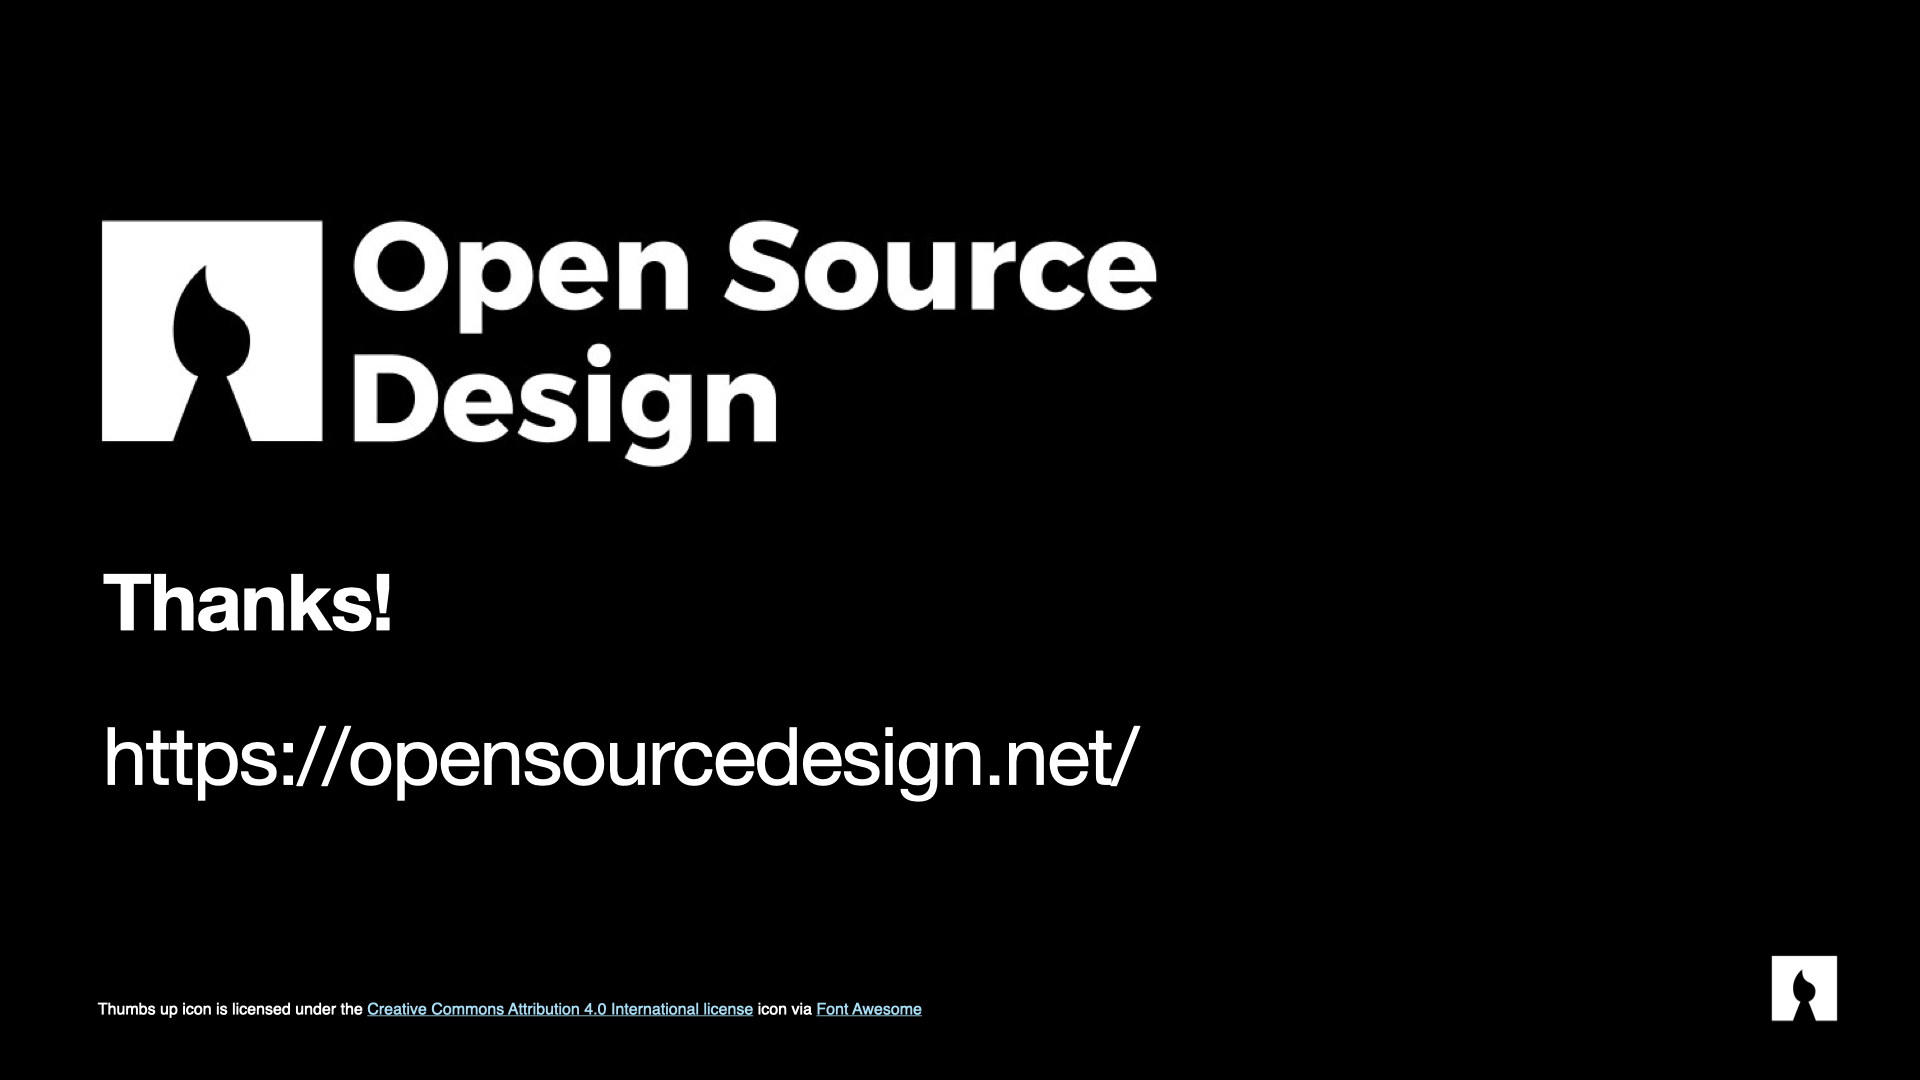 Open Source
Design
Thanks!
https://opensourcedesign.net/
Thumbs up icon is licensed under the Creative Commons Attribution 4.0 International license icon via Font Awesome